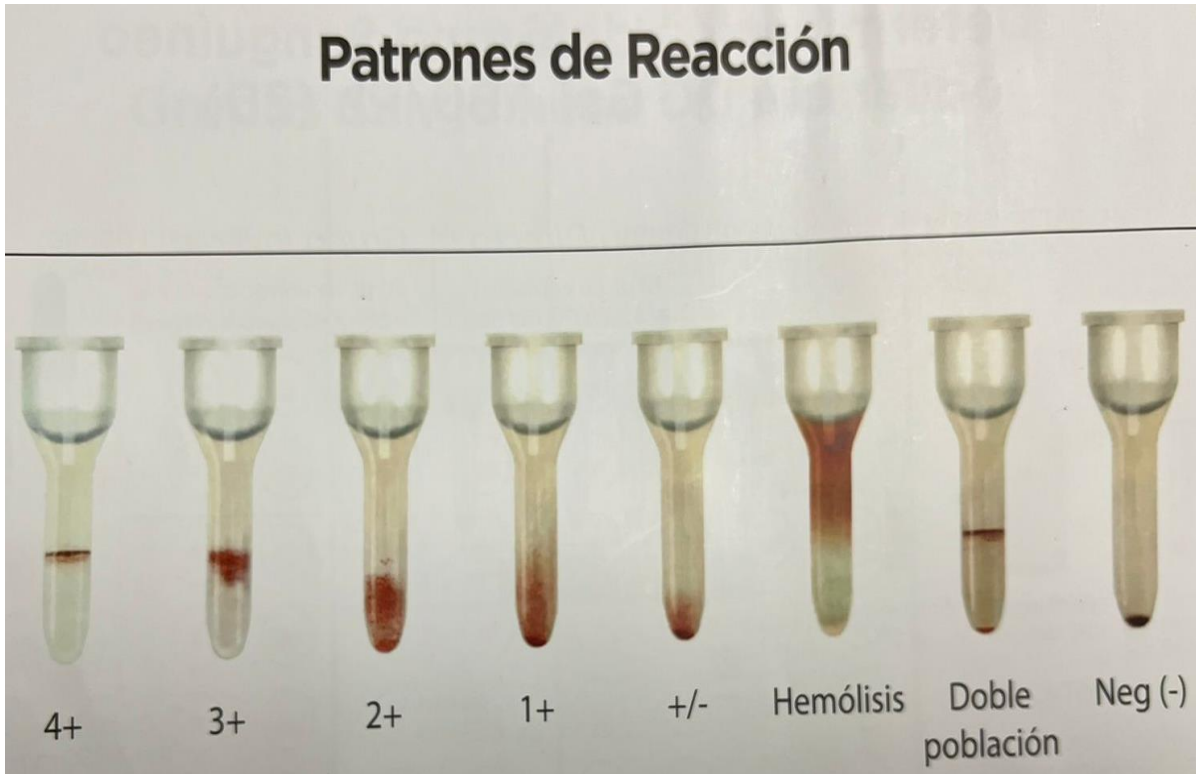 Patrones de Reacción
4+ 3+ 2+ 1+ +/- Hemólisis Doble Neg (-)
población